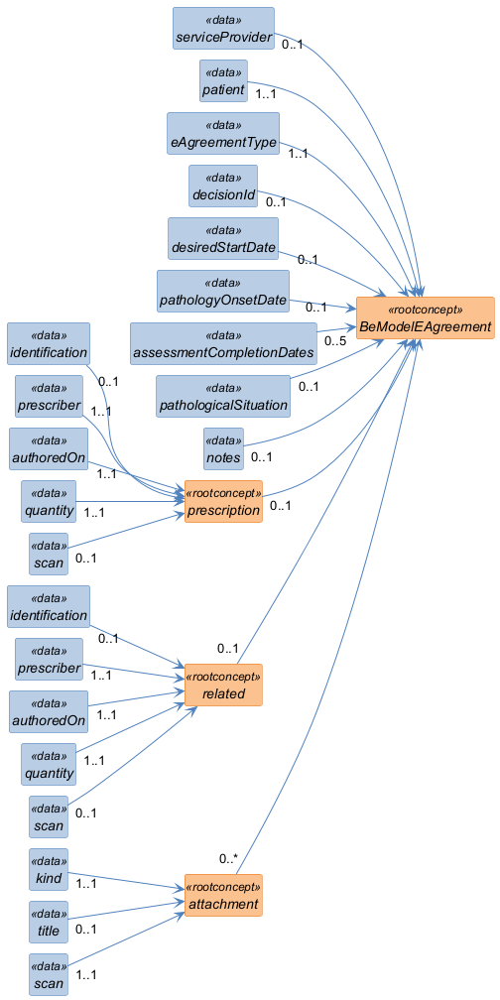 «data»
serviceProvider
0..1
«data»
patient
1..1
«data»
eAgreementType
1..1
«data»
decisionId
0..1
«data»
desiredStartDate
0..1
«data»
pathologyOnsetDate
0..1
«rootconcept»
BeModelEAgreement
«data»
assessmentCompletionDates
0..5
«data»
identification
0..1
«data»
pathologicalSituation
0..1
«data»
prescriber
1..1
«data»
authoredOn
1..1
«data»
notes
0..1
«data»
quantity
1..1
«rootconcept»
prescription
0..1
«data»
scan
0..1
«data»
identification
0..1
«data»
prescriber
1..1
«rootconcept»
related
0..1
«data»
authoredOn
1..1
«data»
quantity
1..1
«data»
scan
0..1
«data»
kind
1..1
«rootconcept»
attachment
0..*
«data»
title
0..1
«data»
scan
1..1